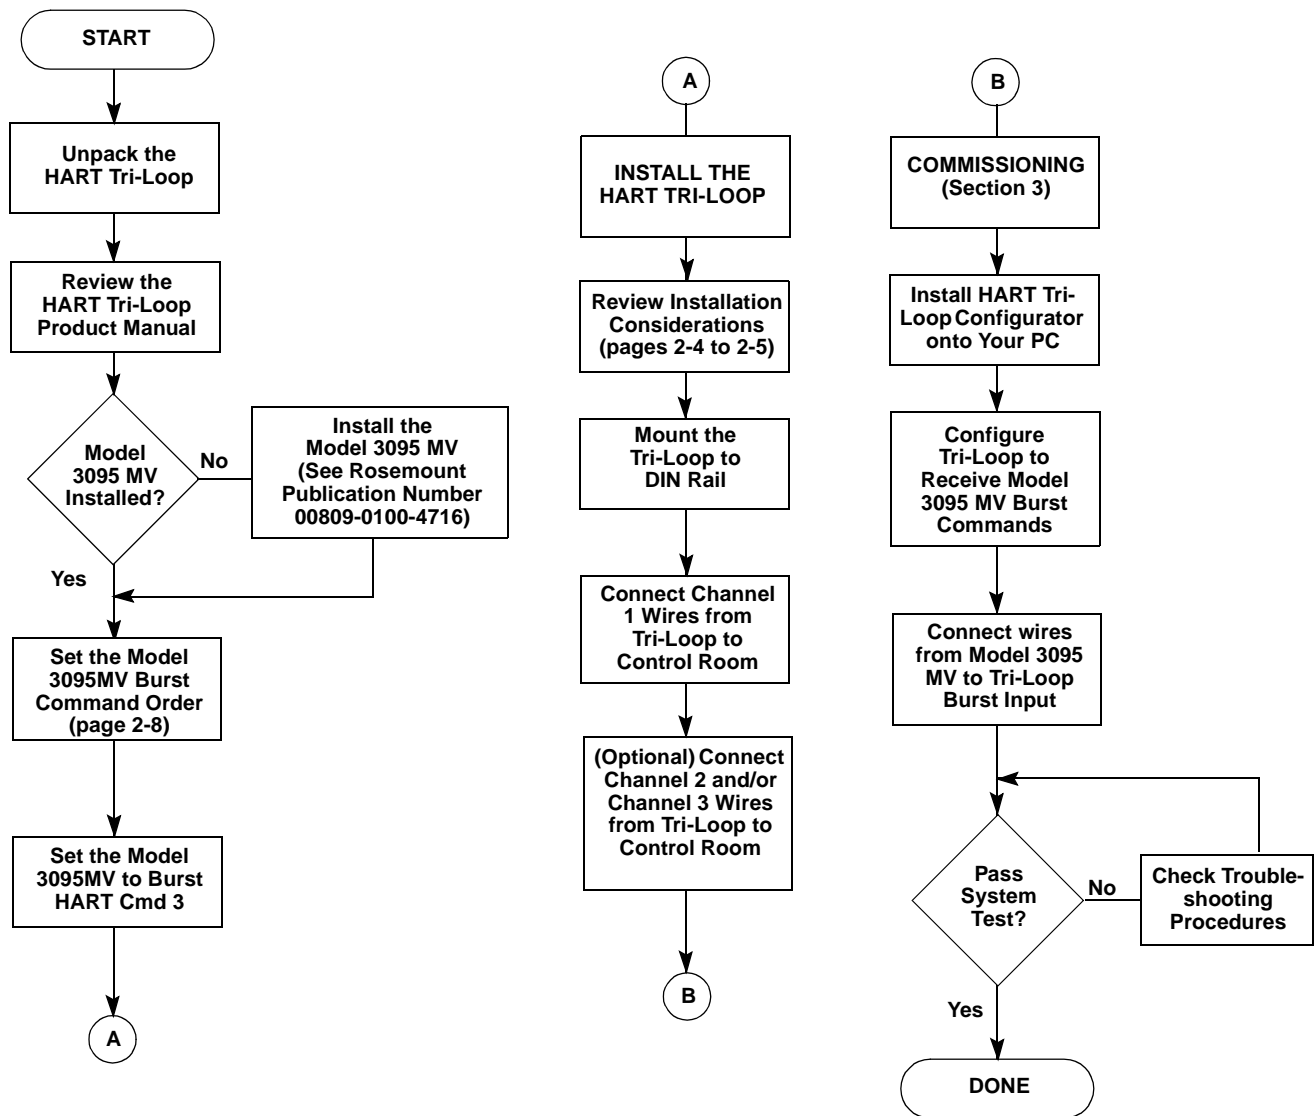 START
Unpack the
HART Tri-Loop
Review the
HART Tri-Loop
Product Manual
Model
3095 MV
Installed?
No
Install the
Model 3095 MV
(See Rosemount
Publication Number
00809-0100-4716)
Yes
Set the Model
3095MV Burst
Command Order
(page 2-8)
Set the Model
3095MV to Burst
HART Cmd 3
A
A
INSTALL THE
HART TRI-LOOP
Review Installation
Considerations
(pages 2-4 to 2-5)
Mount the
Tri-Loop to
DIN Rail
Connect Channel
1 Wires from
Tri-Loop to
Control Room
(Optional) Connect
Channel 2 and/or
Channel 3 Wires
from Tri-Loop to
Control Room
B
B
COMMISSIONING
(Section 3)
Install HART Tri-
Loop Configurator
onto Your PC
Configure
Tri-Loop to
Receive Model
3095 MV Burst
Commands
Connect wires
from Model 3095
MV to Tri-Loop
Burst Input
Pass
System
Test?
No
Check Trouble-
shooting
Procedures
Yes
DONE